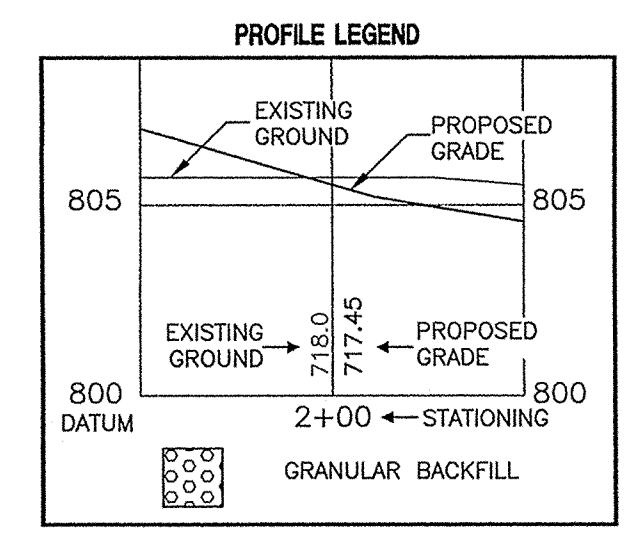 PROFILE LEGEND
EXISTING
GROUND
PROPOSED
GRADE
805
805
EXISTING
GROUND
718.0
717.45
PROPOSED
GRADE
800
800
DATUM
2+00
STATIONING
GRANULAR BACKFILL